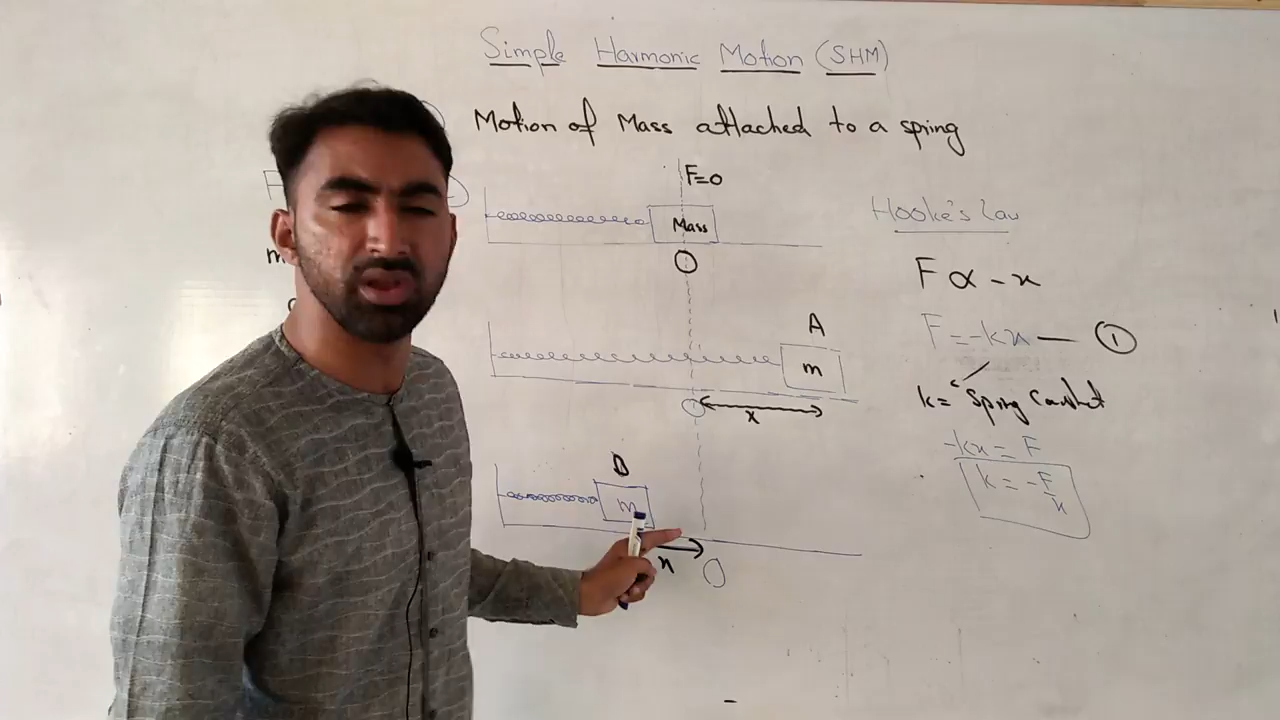 Simple Harmonic Motion (SHM)
Motion of Mass attached to a spring
F=0
Mass
O
A
m
O
x
B
m
x
O
Hooke's Law
F ∝ -x
F = -kx — ①
k = Spring Constant
-kx = F
k = -F/x